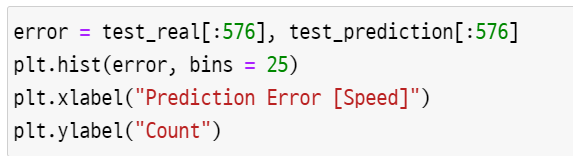 error = test_real[:576], test_prediction[:576]
plt.hist(error, bins = 25)
plt.xlabel("Prediction Error [Speed]")
plt.ylabel("Count")